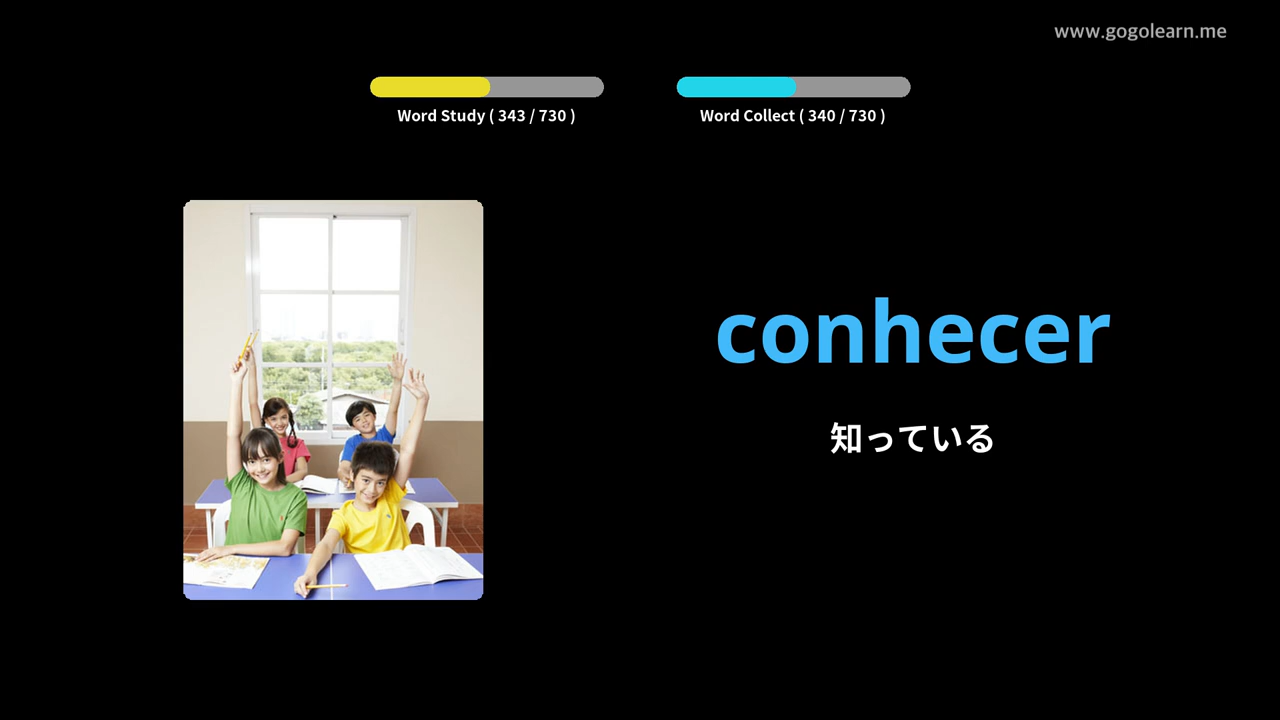 www.gogolearn.me
Word Study ( 343 / 730 )
Word Collect ( 340 / 730 )
conhecer
知っている